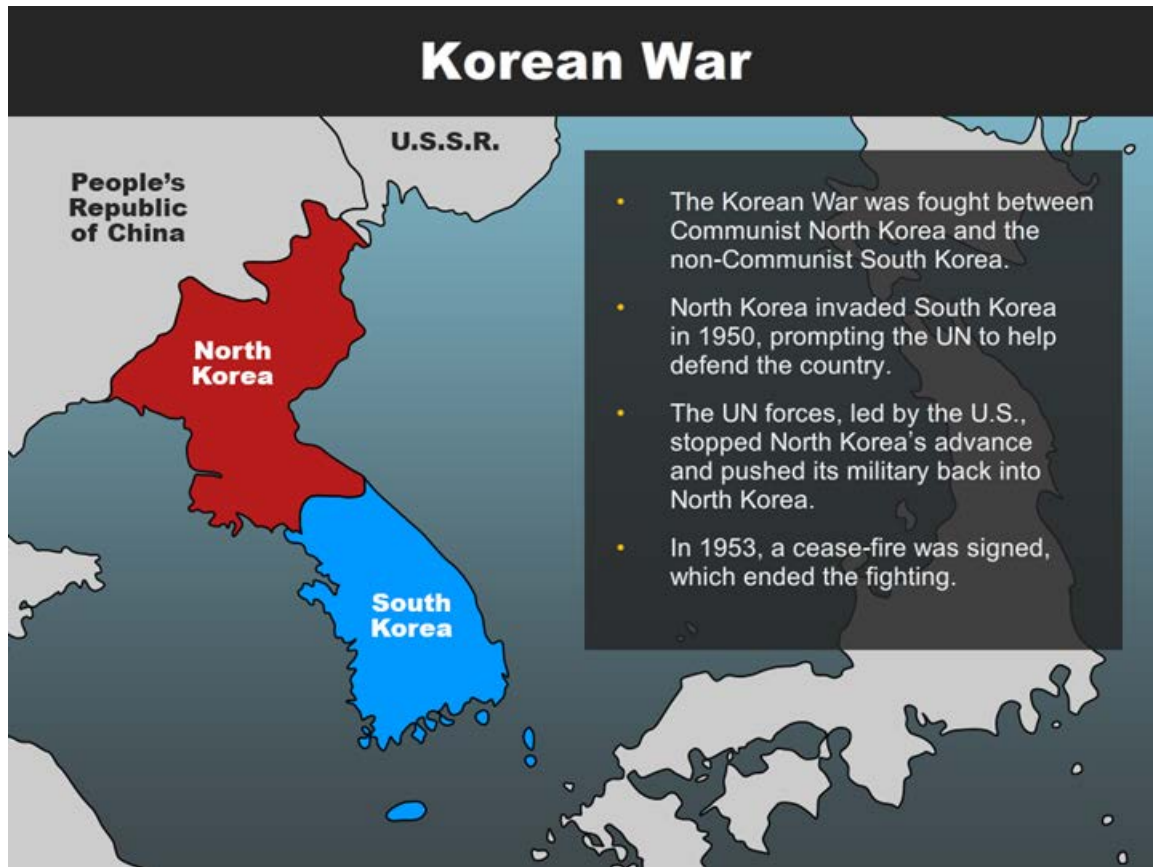 Korean War
U.S.S.R.
People's
Republic
of China
North
Korea
South
Korea
• The Korean War was fought between
Communist North Korea and the
non-Communist South Korea.
• North Korea invaded South Korea
in 1950, prompting the UN to help
defend the country.
• The UN forces, led by the U.S.,
stopped North Korea's advance
and pushed its military back into
North Korea.
• In 1953, a cease-fire was signed,
which ended the fighting.